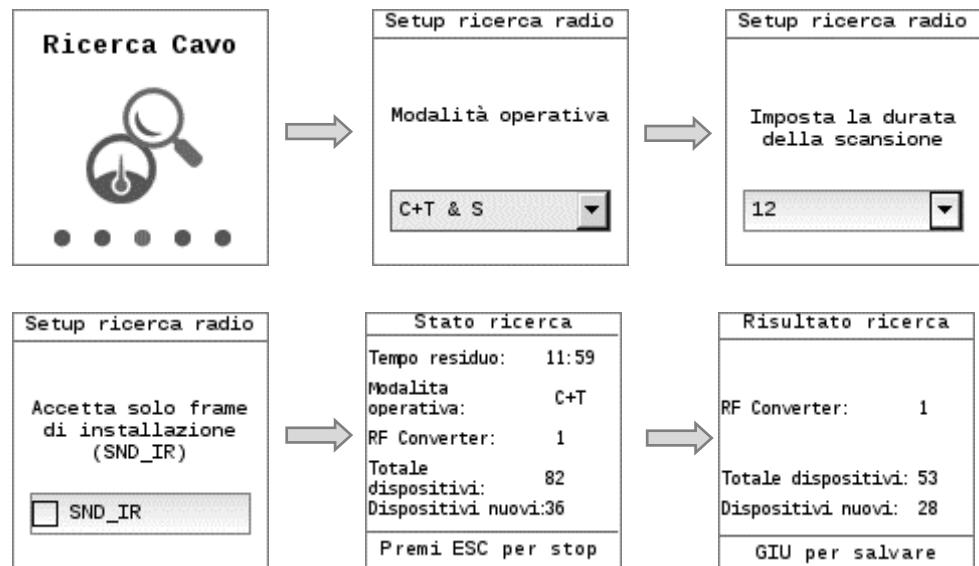 Ricerca Cavo
Setup ricerca radio
Modalità operativa
C+T & S
Setup ricerca radio
Imposta la durata
della scansione
12
Setup ricerca radio
Accetta solo frame
di installazione
(SND_IR)
SND_IR
Stato ricerca
Tempo residuo: 11:59
Modalita
operativa: C+T
RF Converter: 1
Totale
dispositivi: 82
Dispositivi nuovi:36
Premi ESC per stop
Risultato ricerca
RF Converter: 1
Totale dispositivi: 53
Dispositivi nuovi: 28
GIU per salvare